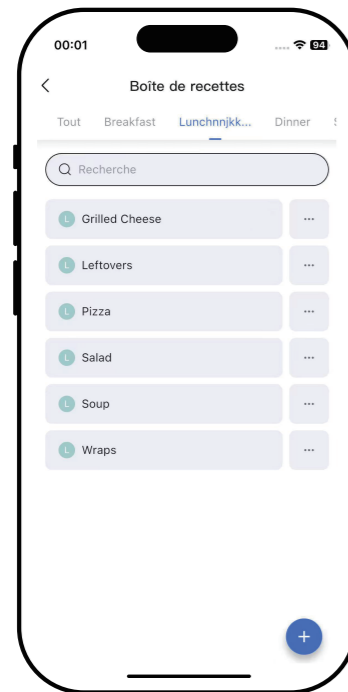 00:01 94
Boîte de recettes
Tout Breakfast Lunchnnjkk... Dinner
Recherche
L Grilled Cheese
L Leftovers
L Pizza
L Salad
L Soup
L Wraps